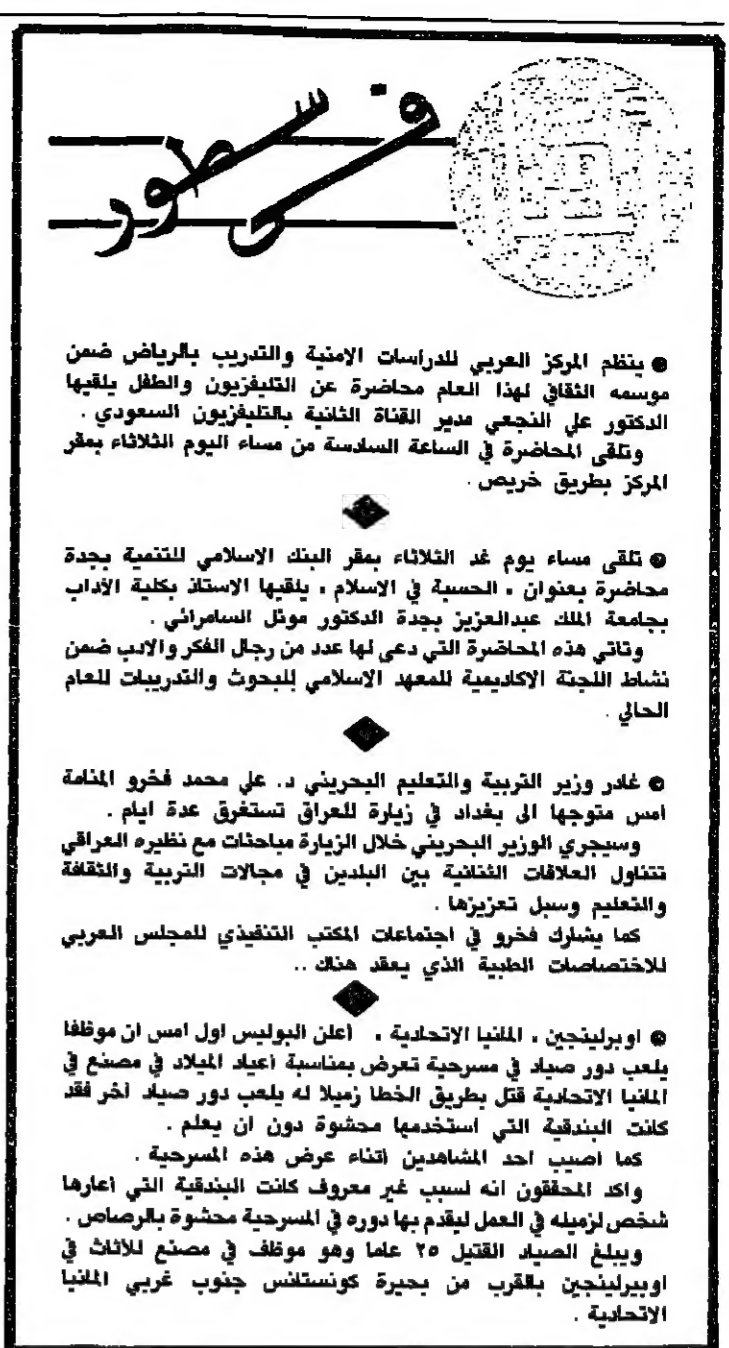 في سطور
● ينظم المركز العربي للدراسات الامنية والتدريب بالرياض ضمن
موسمه الثقافي لهذا العام محاضرة عن التليفزيون والطفل يلقيها
الدكتور علي النجعي مدير القناة الثانية بالتليفزيون السعودي .
وتلقى المحاضرة في الساعة السادسة من مساء اليوم الثلاثاء بمقر
المركز بطريق خريص .
● تلقى مساء يوم غد الثلاثاء بمقر البنك الاسلامي للتنمية بجدة
محاضرة بعنوان « الحسبة في الاسلام » يلقيها الاستاذ بكلية الآداب
بجامعة الملك عبدالعزيز بجدة الدكتور مونل السامرائي .
وتاتي هذه المحاضرة التي دعى لها عدد من رجال الفكر والادب ضمن
نشاط اللجنة الاكاديمية للمعهد الاسلامي للبحوث والتدريبات للعام
الحالي .
● غادر وزير التربية والتعليم البحريني د. علي محمد فخرو المنامة
امس متوجها الى بغداد في زيارة للعراق تستغرق عدة ايام .
وسيجري الوزير البحريني خلال الزيارة مباحثات مع نظيره العراقي
تتناول العلاقات الثنائية بين البلدين في مجالات التربية والثقافة
والتعليم وسبل تعزيزها .
كما يشارك فخرو في اجتماعات المكتب التنفيذي للمجلس العربي
للاختصاصات الطبية الذي يعقد هناك ..
● اوبرلينجين « المانيا الاتحادية » أعلن البوليس اول امس ان موظفا
يلعب دور صياد في مسرحية تعرض بمناسبة أعياد الميلاد في مصنع في
المانيا الاتحادية قتل بطريق الخطا زميلا له يلعب دور صياد آخر فقد
كانت البندقية التي استخدمها محشوة دون ان يعلم .
كما اصيب احد المشاهدين أثناء عرض هذه المسرحية .
واكد المحققون انه لسبب غير معروف كانت البندقية التي أعارها
شخص لزميله في العمل ليقدم بها دوره في المسرحية محشوة بالرصاص .
ويبلغ الصياد القتيل ٢٥ عاما وهو موظف في مصنع للأثاث في
اوبيرلينجين بالقرب من بحيرة كونستانس جنوب غربي المانيا
الاتحادية .